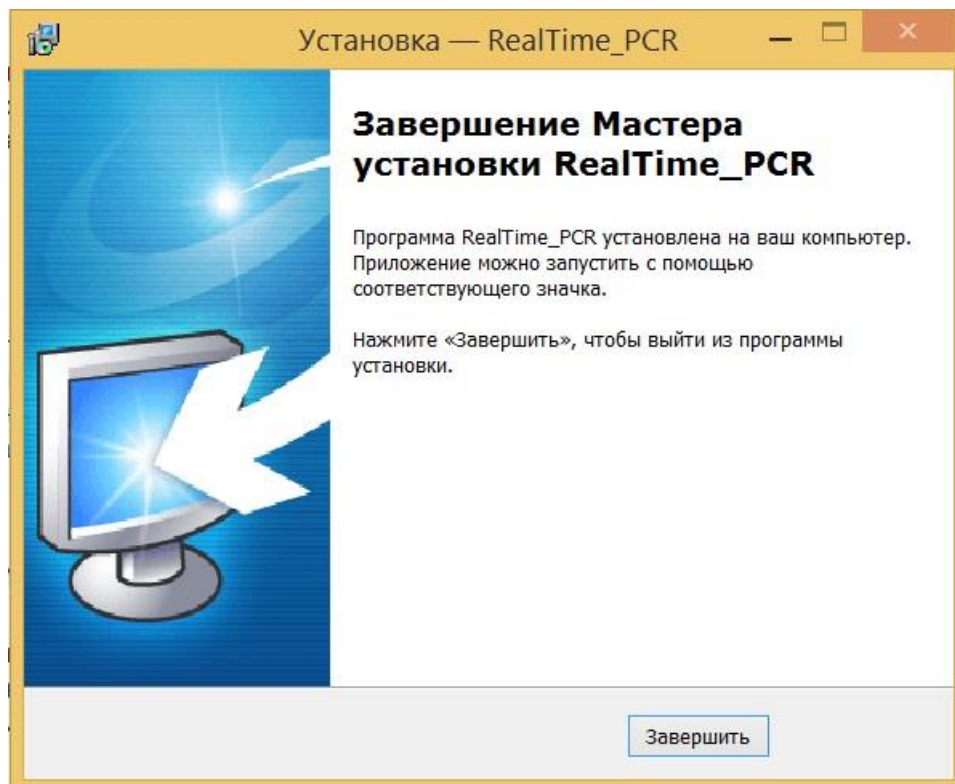 Установка — RealTime_PCR
Завершение Мастера
установки RealTime_PCR
Программа RealTime_PCR установлена на ваш компьютер.
Приложение можно запустить с помощью
соответствующего значка.
Нажмите «Завершить», чтобы выйти из программы
установки.
Завершить